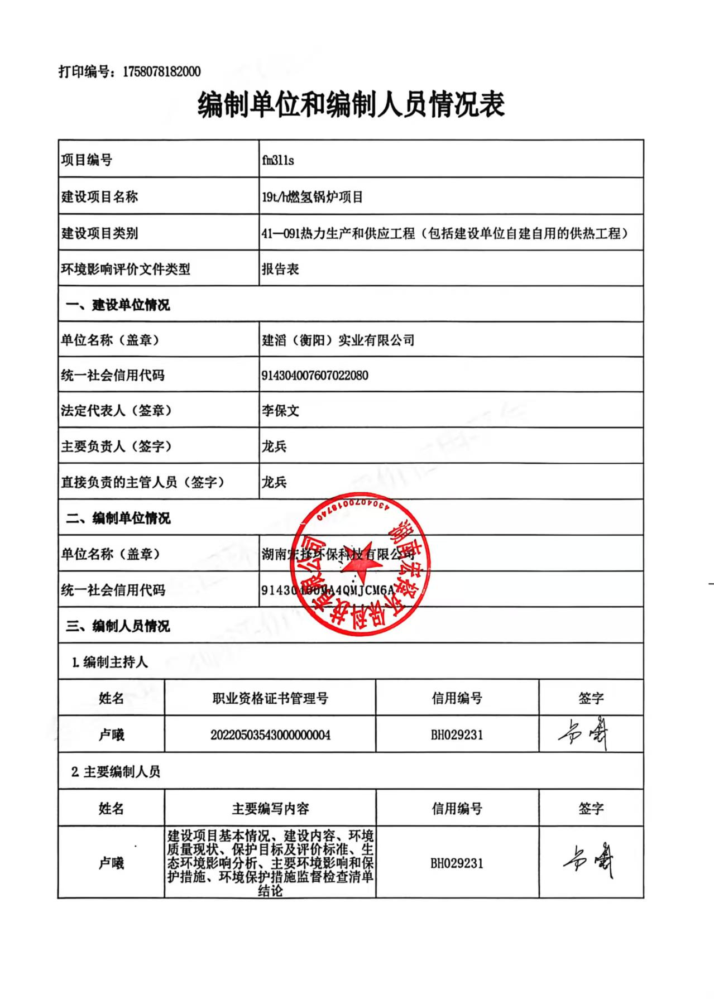 打印编号：1758078182000
编制单位和编制人员情况表
项目编号 fm311s
建设项目名称 19t/h燃氢锅炉项目
建设项目类别 41—091热力生产和供应工程（包括建设单位自建自用的供热工程）
环境影响评价文件类型 报告表
一、建设单位情况
单位名称（盖章） 建滔（衡阳）实业有限公司
统一社会信用代码 914304007607022080
法定代表人（签章） 李保文
主要负责人（签字） 龙兵
直接负责的主管人员（签字） 龙兵
二、编制单位情况
4304070018740
单位名称（盖章） 湖南宏择环保科技有限公司
湖南宏择环保科技有限公司
统一社会信用代码 91430400MA4QMJCM6A
三、编制人员情况
1.编制主持人
姓名 职业资格证书管理号 信用编号 签字
卢曦 20220503543000000004 BH029231 卢曦
2.主要编制人员
姓名 主要编写内容 信用编号 签字
建设项目基本情况、建设内容、环境
质量现状、保护目标及评价标准、生
卢曦 态环境影响分析、主要环境影响和保 BH029231 卢曦
护措施、环境保护措施监督检查清单
结论